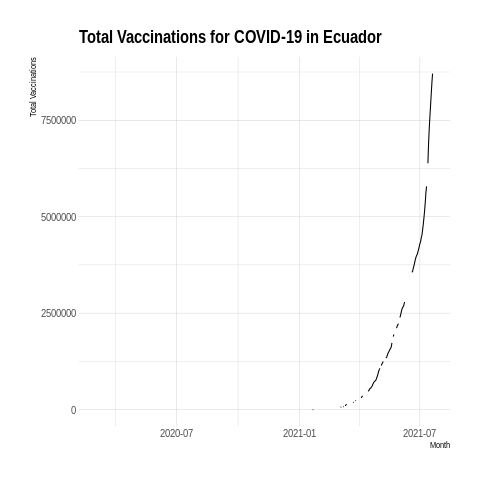 Total Vaccinations for COVID-19 in Ecuador
Total Vaccinations
7500000
5000000
2500000
0
2020-07 2021-01 2021-07
Month